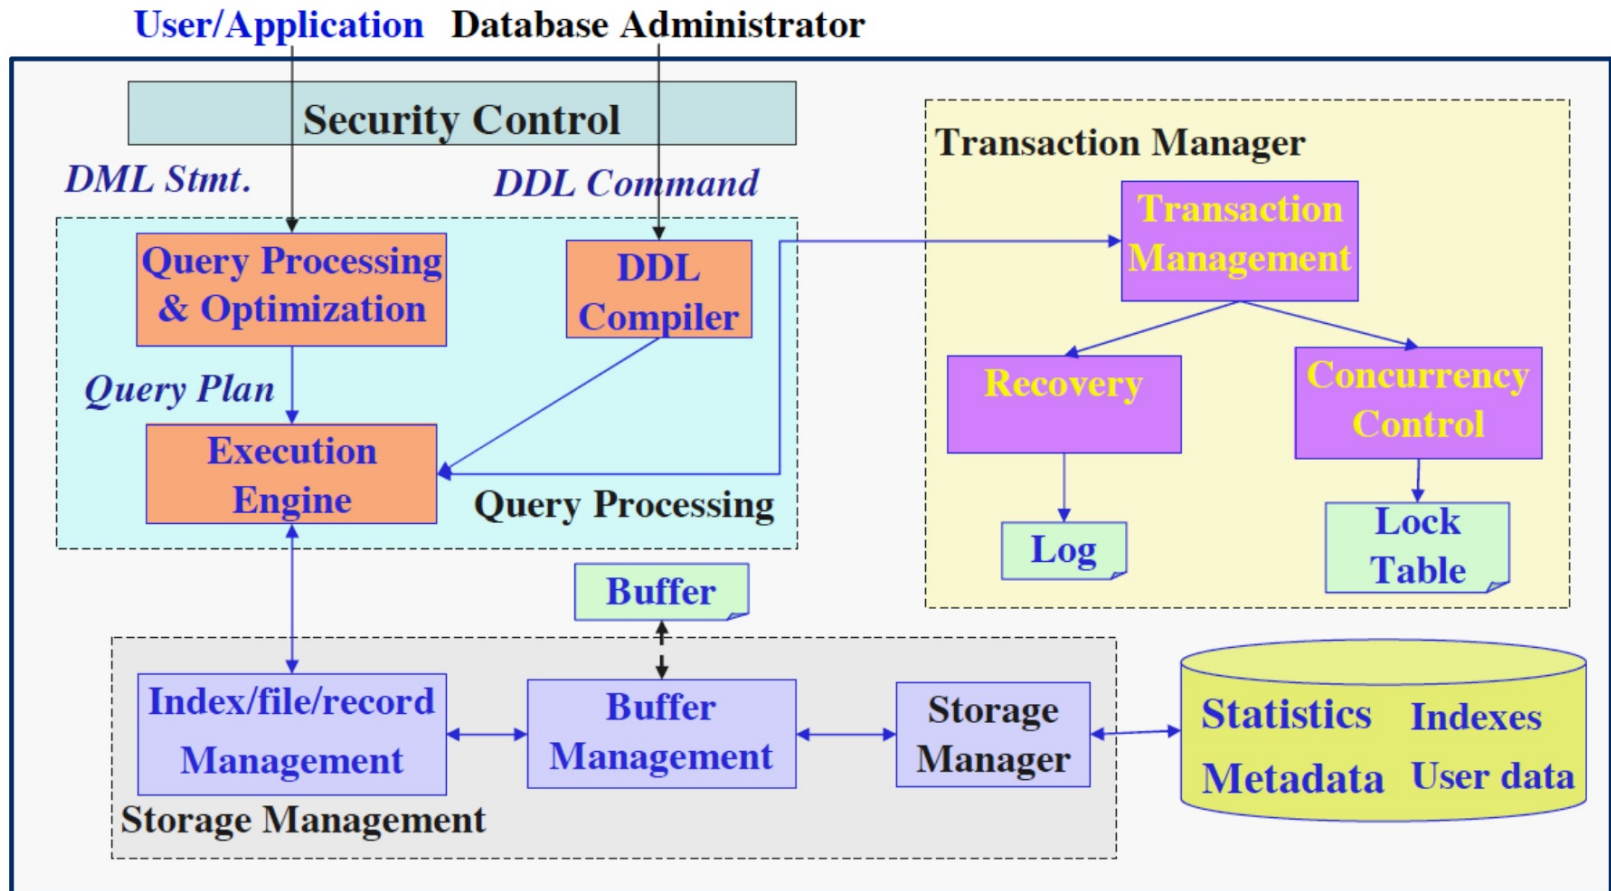 User/Application Database Administrator
Security Control
DML Stmt.
DDL Command
Query Processing
& Optimization
DDL
Compiler
Query Plan
Execution
Engine
Query Processing
Transaction Manager
Transaction
Management
Recovery
Concurrency
Control
Log
Lock
Table
Buffer
Index/file/record
Management
Buffer
Management
Storage
Manager
Storage Management
Statistics Indexes
Metadata User data